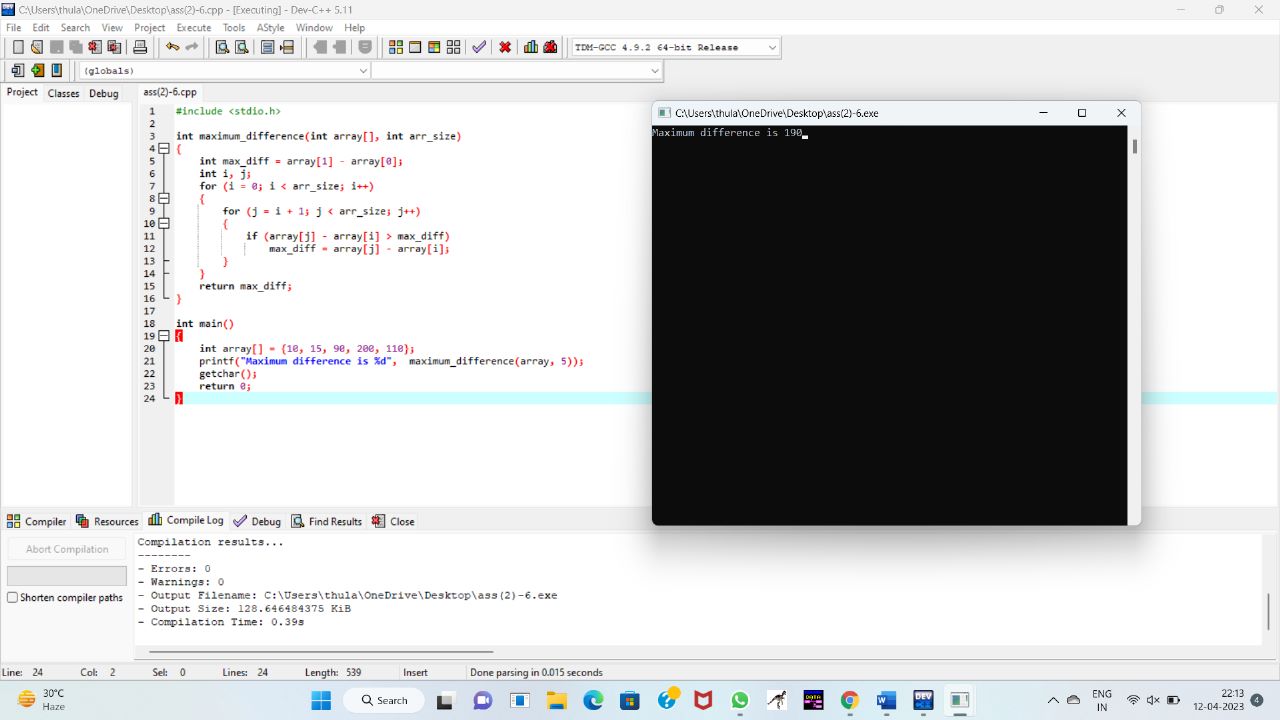 C:\Users\thula\OneDrive\Desktop\ass(2)-6.cpp - [Executing] - Dev-C++ 5.11
File Edit Search View Project Execute Tools AStyle Window Help
TDM-GCC 4.9.2 64-bit Release
(globals)
Project Classes Debug
ass(2)-6.cpp
1 #include <stdio.h>
2
3 int maximum_difference(int array[], int arr_size)
4 {
5 int max_diff = array[1] - array[0];
6 int i, j;
7 for (i = 0; i < arr_size; i++)
8 {
9 for (j = i + 1; j < arr_size; j++)
10 {
11 if (array[j] - array[i] > max_diff)
12 max_diff = array[j] - array[i];
13 }
14 }
15 return max_diff;
16 }
17
18 int main()
19 {
20 int array[] = {10, 15, 90, 200, 110};
21 printf("Maximum difference is %d", maximum_difference(array, 5));
22 getchar();
23 return 0;
24 }
C:\Users\thula\OneDrive\Desktop\ass(2)-6.exe
Maximum difference is 190
Compiler Resources Compile Log Debug Find Results Close
Abort Compilation
Shorten compiler paths
Compilation results...
--------
- Errors: 0
- Warnings: 0
- Output Filename: C:\Users\thula\OneDrive\Desktop\ass(2)-6.exe
- Output Size: 128.646484375 KiB
- Compilation Time: 0.39s
Line: 24 Col: 2 Sel: 0 Lines: 24 Length: 539 Insert Done parsing in 0.015 seconds
30°C
Haze
Search
DATA
DEV
ENG
IN
22:13
12-04-2023
4